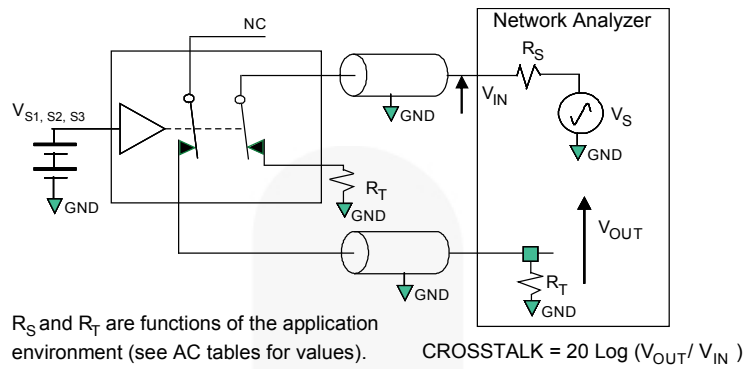 Network Analyzer
NC
R_S
V_IN
V_S
GND
GND
V_S1, S2, S3
GND
R_T
GND
V_OUT
R_T
GND
GND
R_S and R_T are functions of the application
environment (see AC tables for values).
CROSSTALK = 20 Log (V_OUT/ V_IN )